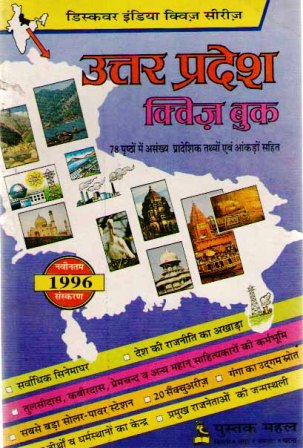 डिस्कवर इंडिया क्विज़ सीरीज़
उत्तर प्रदेश
क्विज़ बुक
78 पृष्ठों में असंख्य प्रादेशिक तथ्यों एवं आंकड़ों सहित
नवीनतम
1996
संस्करण
• सर्वाधिक सिनेमाघर • देश की राजनीति का अखाड़ा
• तुलसीदास, कबीरदास, प्रेमचन्द व अन्य महान् साहित्यकारों की कर्मभूमि
• सबसे बड़ा सोलर-पावर स्टेशन • 20 सैंक्चुअरीज़ • गंगा का उद्गम स्रोत
व धर्मस्थानों का केन्द्र • प्रमुख राजनेताओं की जन्मस्थली
पुस्तक महल